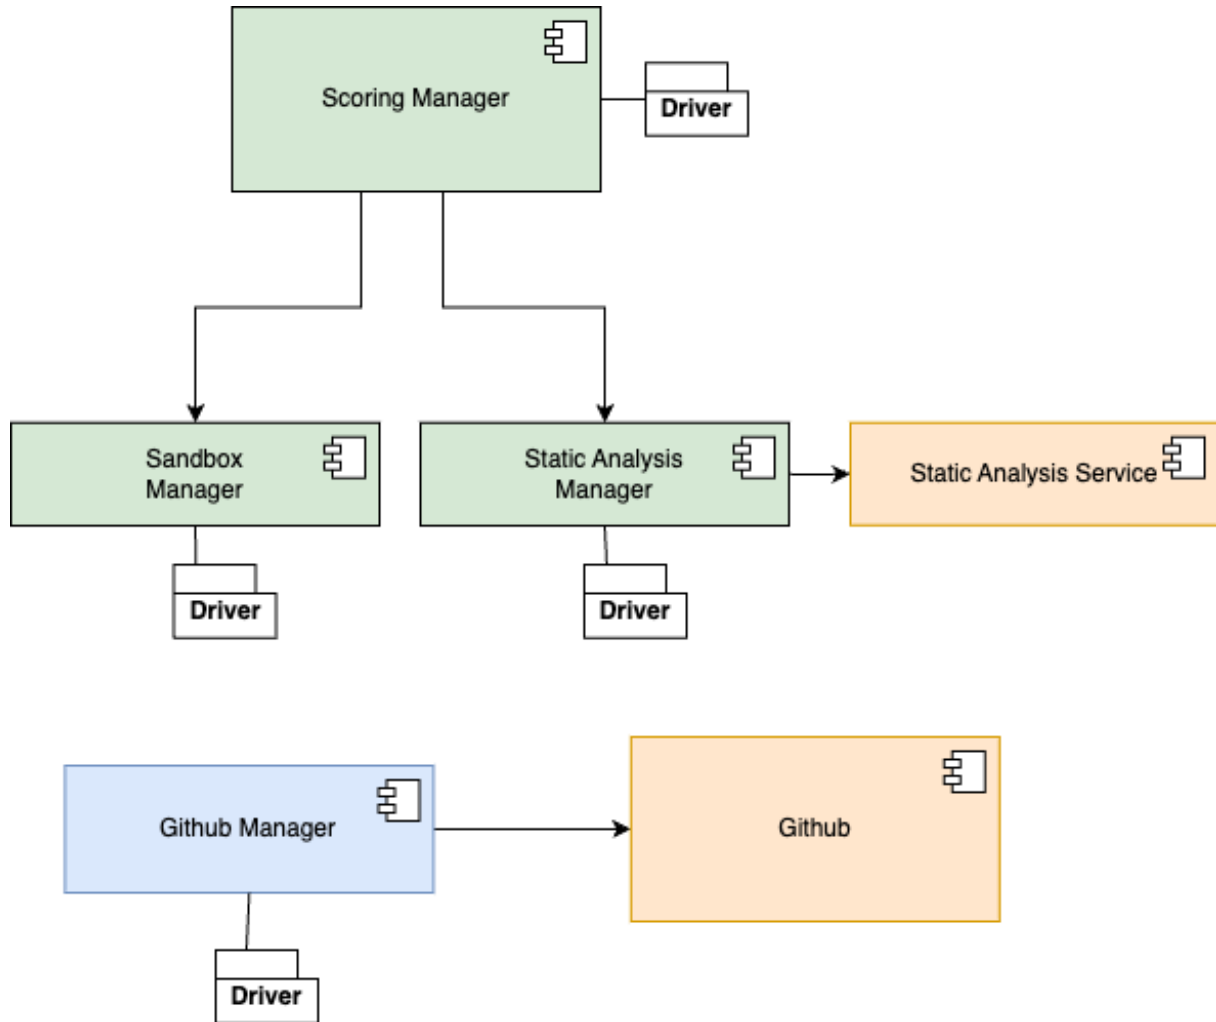 Scoring Manager
Driver
Sandbox
Manager
Static Analysis
Manager
Static Analysis Service
Driver
Driver
Github Manager
Github
Driver